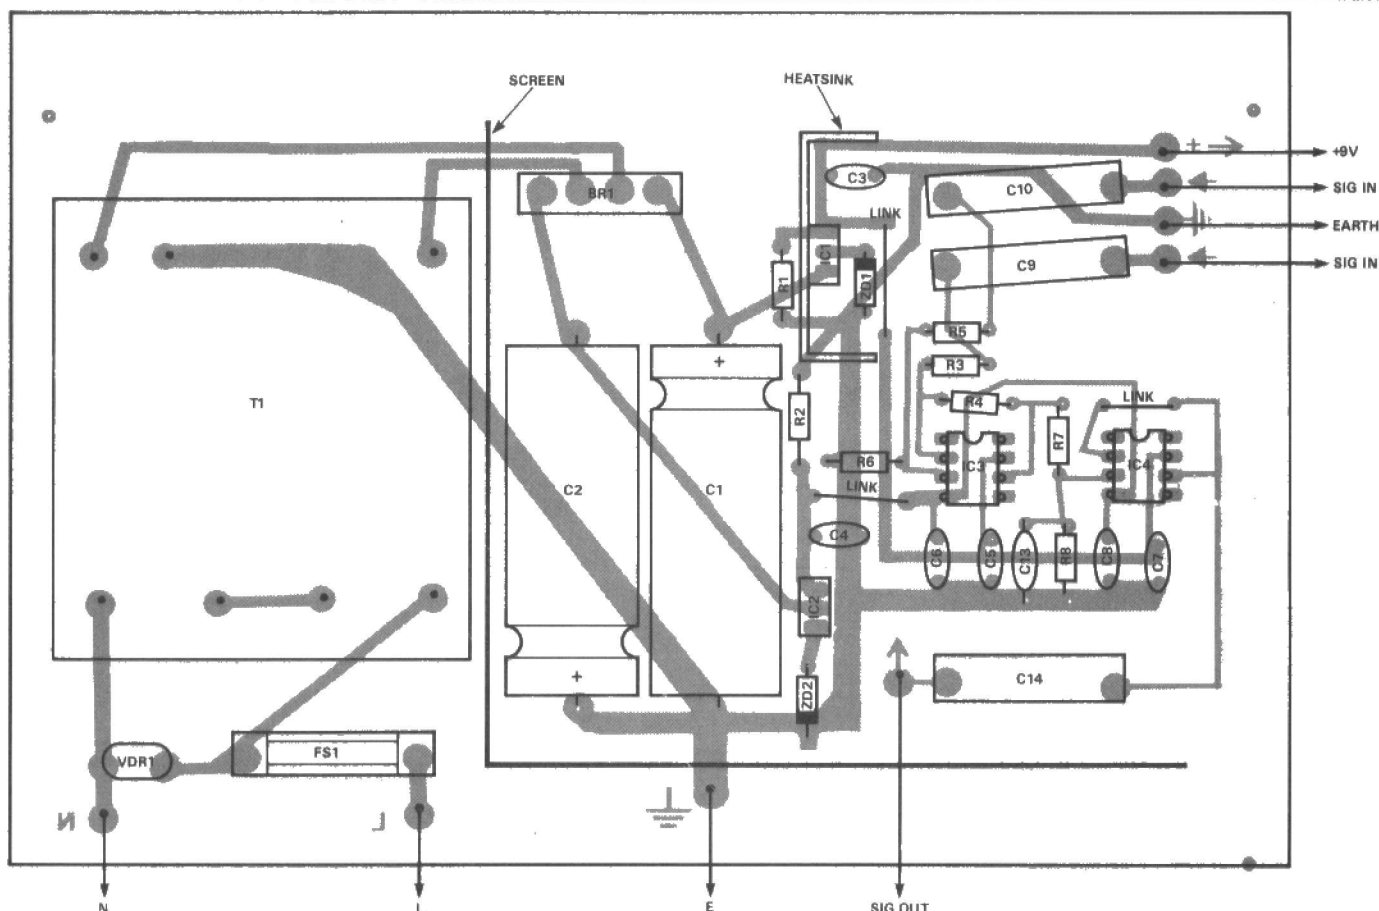 SCREEN
HEATSINK
+
+9V
BR1
C3
C10
SIG IN
LINK
EARTH
IC1
C9
SIG IN
R1
ZD1
R5
+
R3
T1
R4
LINK
R2
R7
R6
IC3
IC4
C2
C1
LINK
C4
C6
C5
C13
R8
C8
C7
IC2
+
C14
ZD2
VDR1
FS1
N
L
N
L
E
SIG OUT